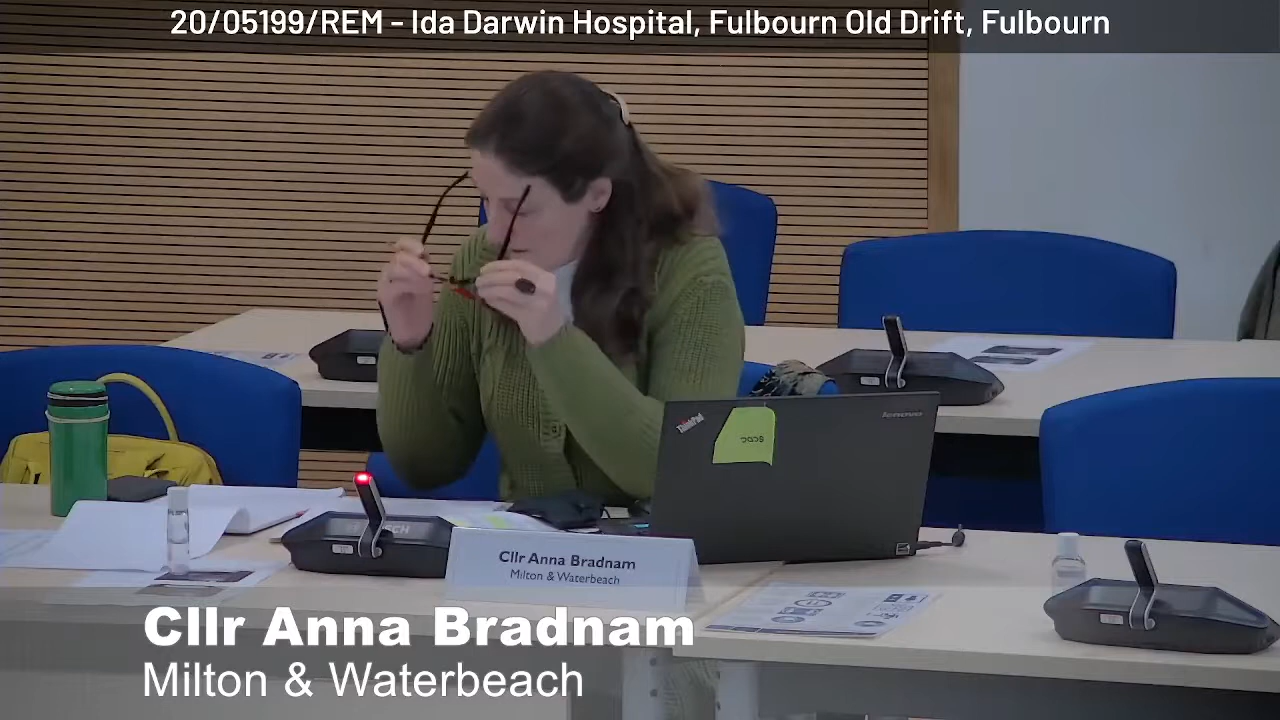 20/05199/REM - Ida Darwin Hospital, Fulbourn Old Drift, Fulbourn
ThinkPad
lenovo
GCDC
Cllr Anna Bradnam
Milton & Waterbeach
Cllr Anna Bradnam
Milton & Waterbeach